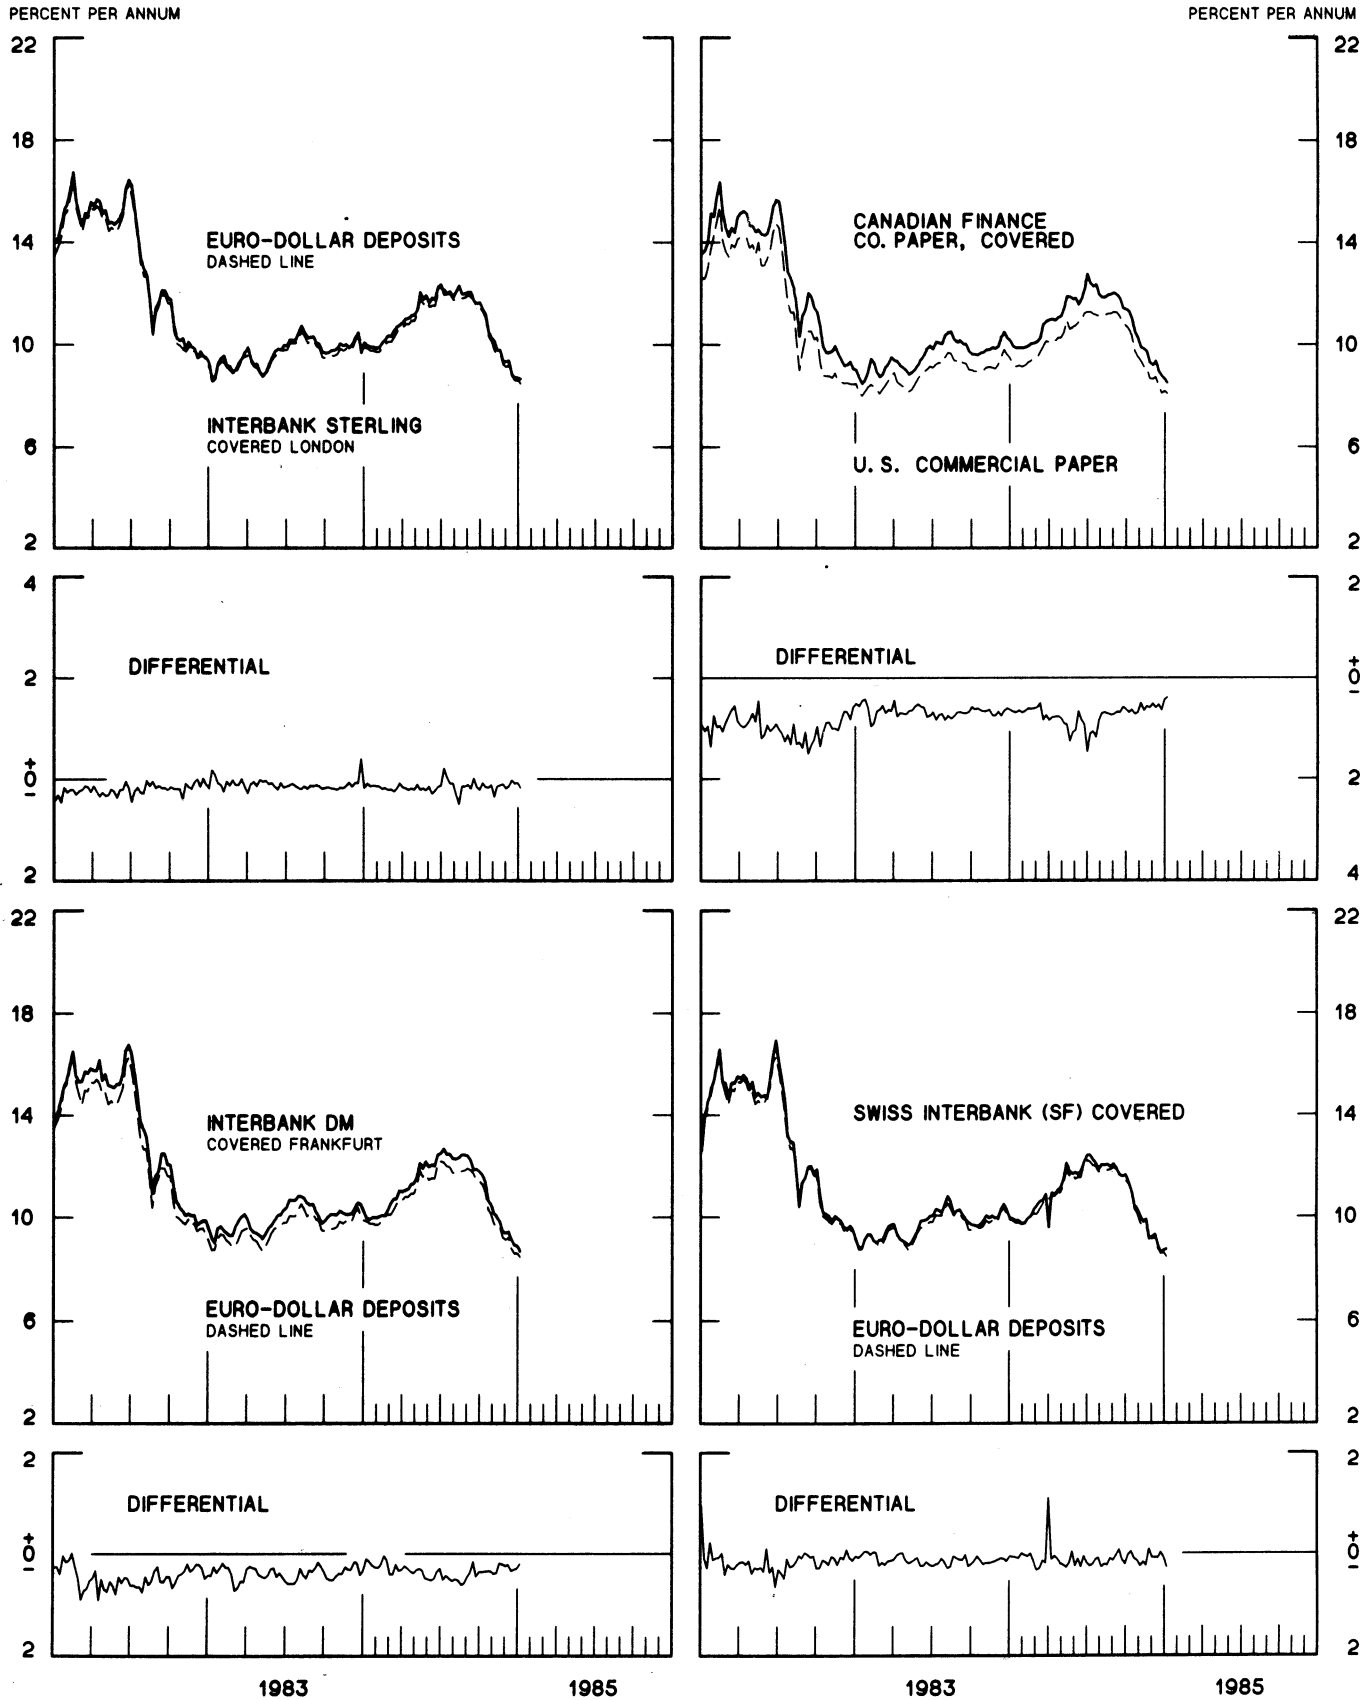 PERCENT PER ANNUM
PERCENT PER ANNUM
22
18
14
10
6
2
EURO-DOLLAR DEPOSITS
DASHED LINE
INTERBANK STERLING
COVERED LONDON
CANADIAN FINANCE
CO. PAPER, COVERED
U. S. COMMERCIAL PAPER
22
18
14
10
6
2
4
2
+
0
−
2
DIFFERENTIAL
DIFFERENTIAL
2
+
0
−
2
4
22
18
14
10
6
2
INTERBANK DM
COVERED FRANKFURT
EURO-DOLLAR DEPOSITS
DASHED LINE
SWISS INTERBANK (SF) COVERED
EURO-DOLLAR DEPOSITS
DASHED LINE
22
18
14
10
6
2
2
+
0
−
2
DIFFERENTIAL
DIFFERENTIAL
2
+
0
−
2
1983
1985
1983
1985